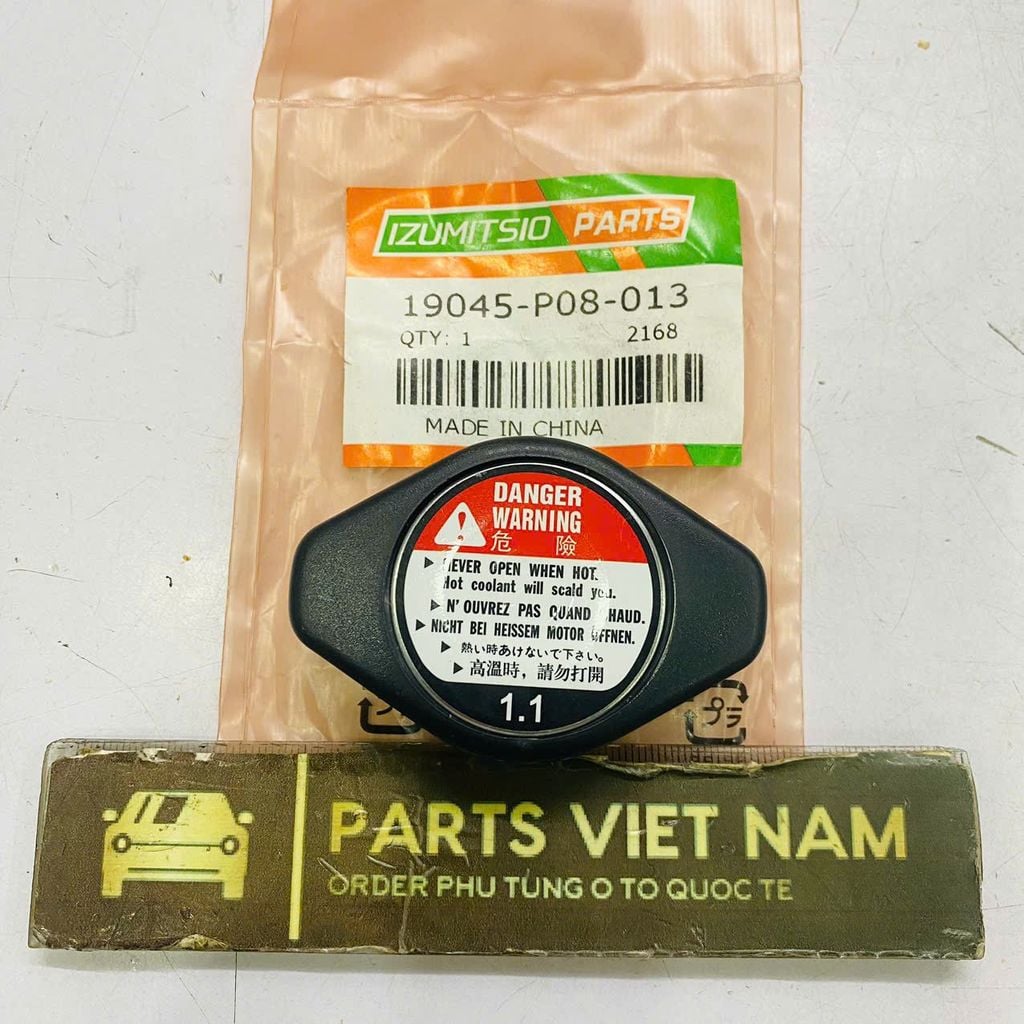 IZUMITSIO PARTS
19045-P08-013
QTY: 1 2168
MADE IN CHINA
DANGER
WARNING
危 險
NEVER OPEN WHEN HOT.
Hot coolant will scald you.
N' OUVREZ PAS QUAND CHAUD.
NICHT BEI HEISSEM MOTOR ÖFFNEN.
熱い時あけないで下さい。
高溫時，請勿打開
1.1
プラ
プラ
PARTS VIET NAM
ORDER PHU TUNG O TO QUOC TE